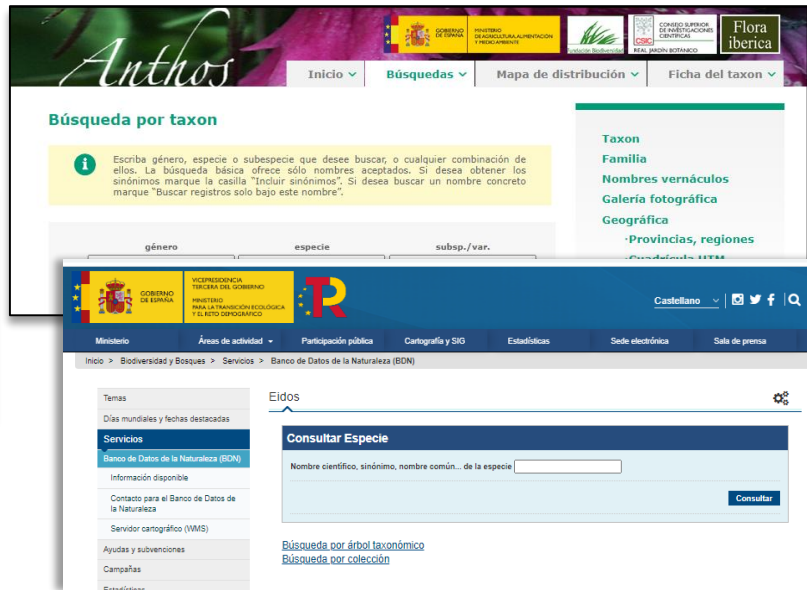 Anthos
GOBIERNO
DE ESPAÑA
MINISTERIO
DE AGRICULTURA, ALIMENTACIÓN
Y MEDIO AMBIENTE
Fundación Biodiversidad
CSIC
CONSEJO SUPERIOR
DE INVESTIGACIONES
CIENTÍFICAS
REAL JARDÍN BOTÁNICO
Flora
iberica
Inicio Búsquedas Mapa de distribución Ficha del taxon
Búsqueda por taxon
Escriba género, especie o subespecie que desee buscar, o cualquier combinación de
ellos. La búsqueda básica ofrece sólo nombres aceptados. Si desea obtener los
sinónimos marque la casilla "Incluir sinónimos". Si desea buscar un nombre concreto
marque "Buscar registros solo bajo este nombre".
género especie subsp./var.
Taxon
Familia
Nombres vernáculos
Galería fotográfica
Geográfica
·Provincias, regiones
·Cuadrícula UTM
GOBIERNO
DE ESPAÑA
VICEPRESIDENCIA
TERCERA DEL GOBIERNO
MINISTERIO
PARA LA TRANSICIÓN ECOLÓGICA
Y EL RETO DEMOGRÁFICO
Castellano
Ministerio Áreas de actividad Participación pública Cartografía y SIG Estadísticas Sede electrónica Sala de prensa
Inicio > Biodiversidad y Bosques > Servicios > Banco de Datos de la Naturaleza (BDN)
Temas
Días mundiales y fechas destacadas
Servicios
Banco de Datos de la Naturaleza (BDN)
Información disponible
Contacto para el Banco de Datos de
la Naturaleza
Servidor cartográfico (WMS)
Ayudas y subvenciones
Campañas
Estadísticas
Eidos
Consultar Especie
Nombre científico, sinónimo, nombre común... de la especie
Consultar
Búsqueda por árbol taxonómico
Búsqueda por colección